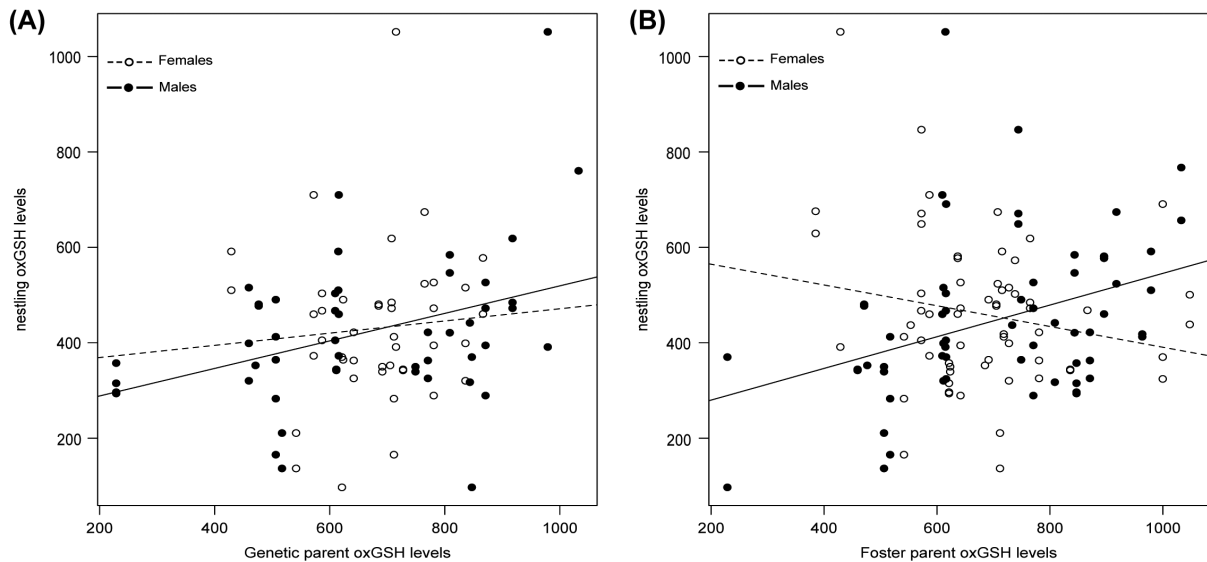 (A)
1000
800
600
400
200
nestling oxGSH levels
Females
Males
200 400 600 800 1000
Genetic parent oxGSH levels
(B)
1000
800
600
400
200
nestling oxGSH levels
Females
Males
200 400 600 800 1000
Foster parent oxGSH levels